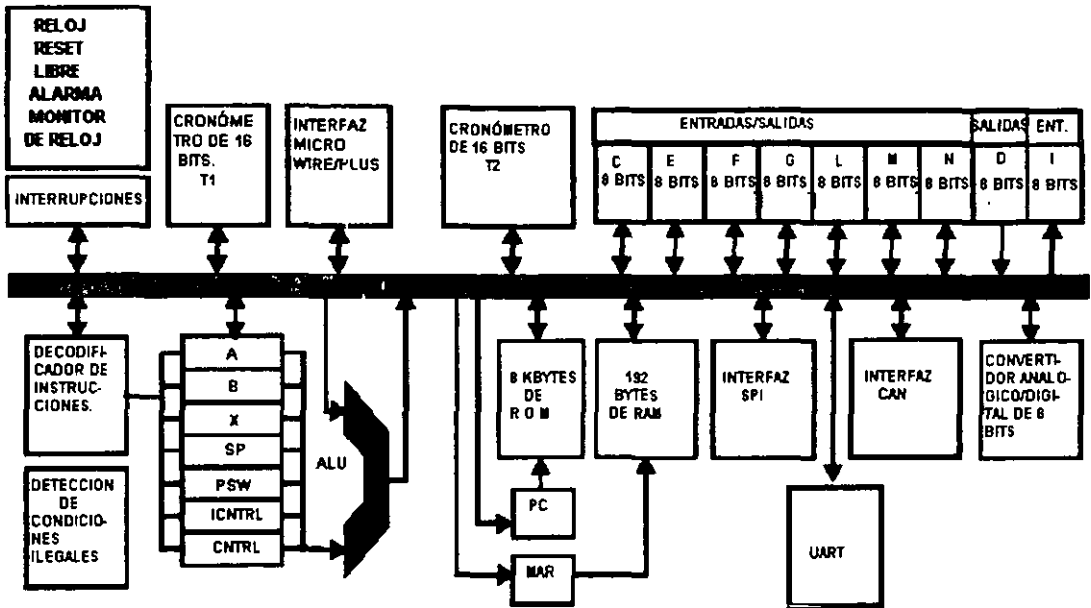 RELOJ
RESET
LIBRE
ALARMA
MONITOR
DE RELOJ
INTERRUPCIONES
CRONÓME-
TRO DE 16
BITS.
T1
INTERFAZ
MICRO
WIRE/PLUS
CRONÓMETRO
DE 16 BITS
T2
ENTRADAS/SALIDAS
SALIDAS
ENT.
C
8 BITS
E
8 BITS
F
8 BITS
G
8 BITS
L
8 BITS
M
8 BITS
N
8 BITS
D
8 BITS
I
8 BITS
DECODIFI-
CADOR DE
INSTRUC-
CIONES.
DETECCION
DE
CONDICIO-
NES
ILEGALES
A
B
X
SP
PSW
ICNTRL
CNTRL
ALU
8 KBYTES
DE
ROM
PC
MAR
192
BYTES
DE RAM
INTERFAZ
SPI
UART
INTERFAZ
CAN
CONVERTI-
DOR ANALO-
GICO/DIGI-
TAL DE 8
BITS